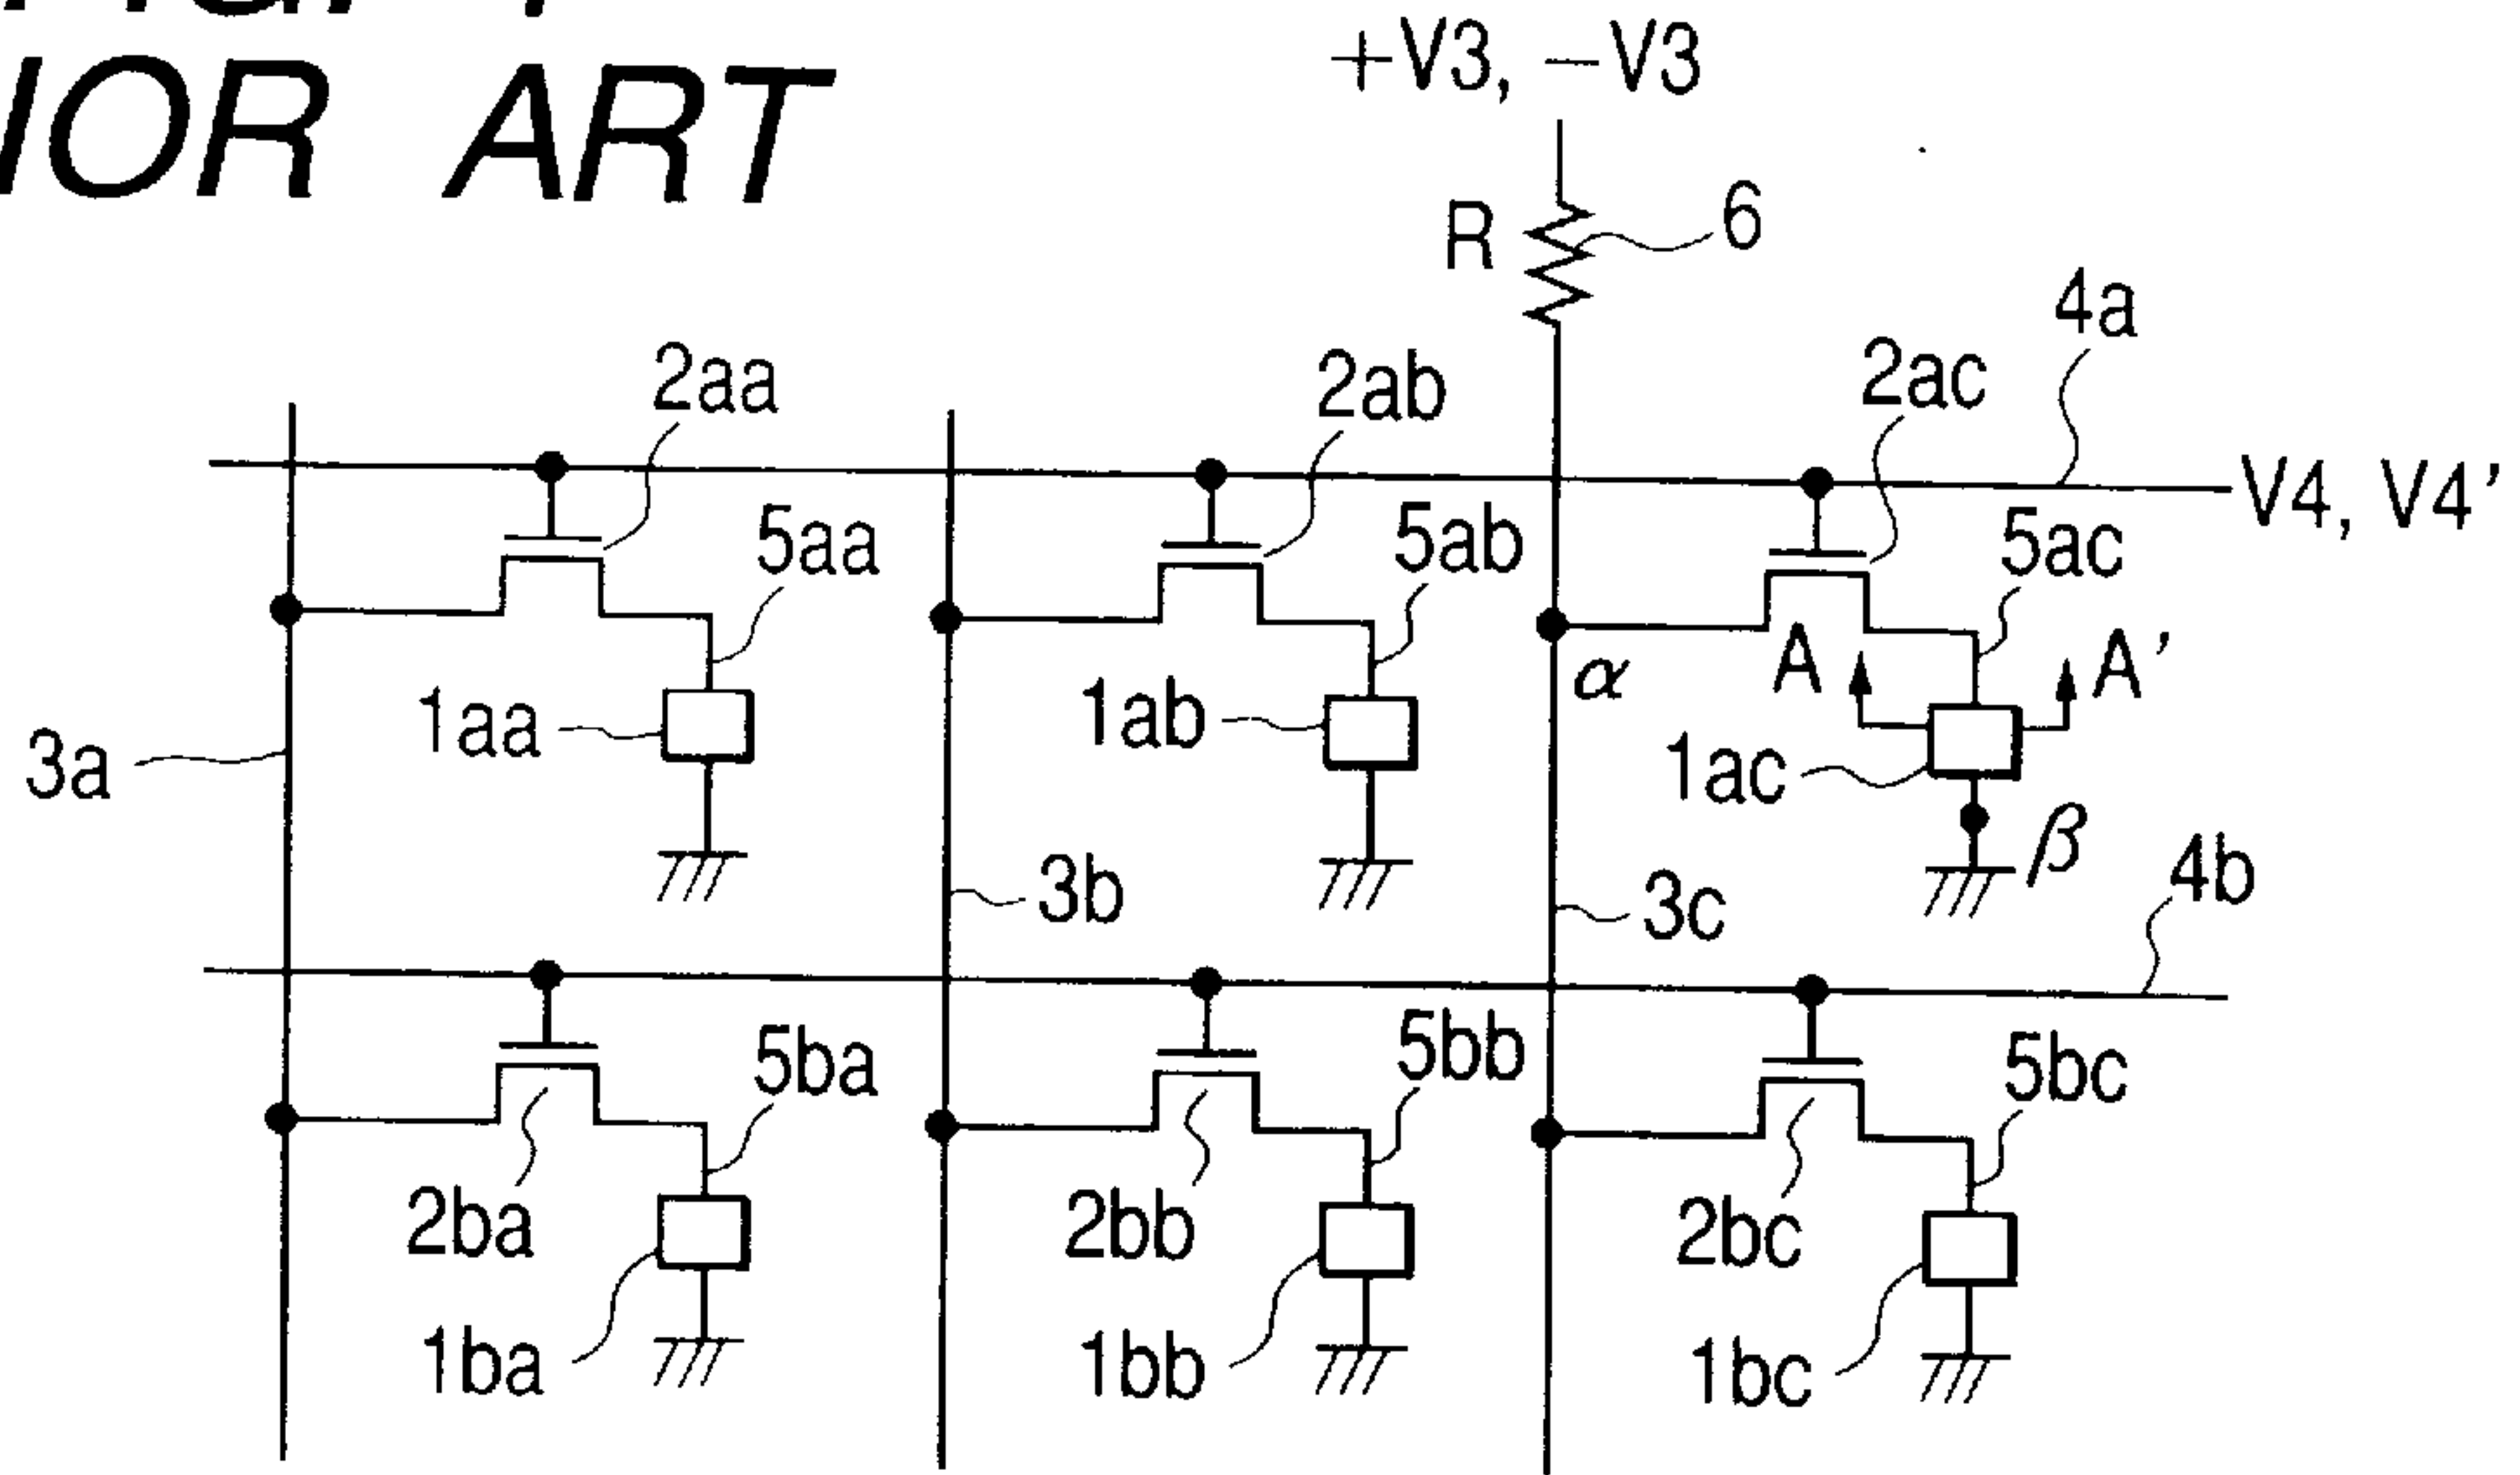 ART
+V3, −V3
R
6
4a
2aa
2ab
2ac
V4, V4'
5aa
5ab
5ac
α
A
A'
1aa
1ab
1ac
3a
β
3b
3c
4b
5ba
5bb
5bc
2ba
2bb
2bc
1ba
1bb
1bc